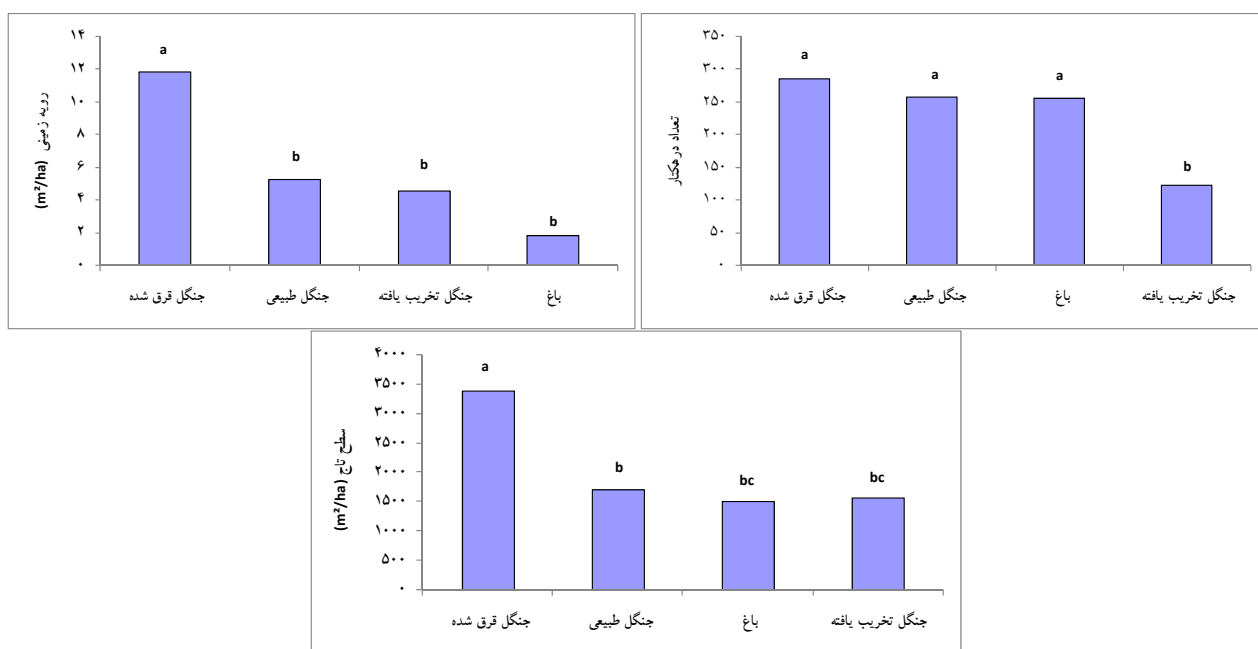 رویه زمینی (m²/ha)
۱۴
۱۲
۱۰
۸
۶
۴
۲
۰
a
b
b
b
جنگل قرق شده
جنگل طبیعی
جنگل تخریب یافته
باغ
تعداد در هکتار
۳۵۰
۳۰۰
۲۵۰
۲۰۰
۱۵۰
۱۰۰
۵۰
۰
a
a
a
b
جنگل قرق شده
جنگل طبیعی
باغ
جنگل تخریب یافته
سطح تاج (m²/ha)
۴۰۰۰
۳۵۰۰
۳۰۰۰
۲۵۰۰
۲۰۰۰
۱۵۰۰
۱۰۰۰
۵۰۰
۰
a
b
bc
bc
جنگل قرق شده
جنگل طبیعی
باغ
جنگل تخریب یافته